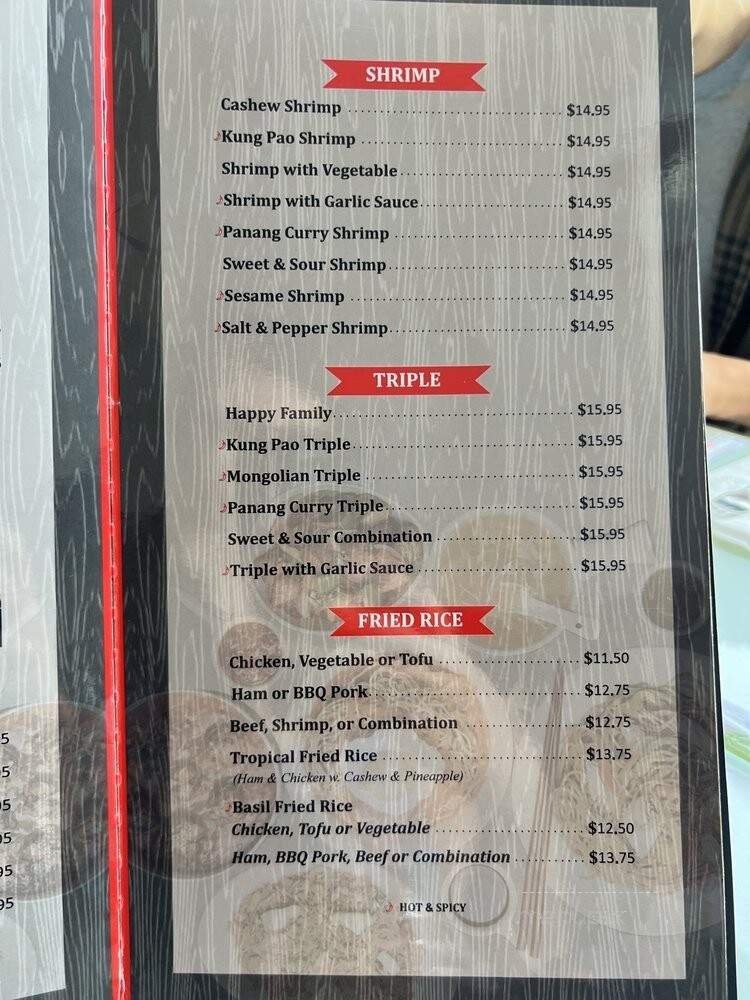 SHRIMP
Cashew Shrimp ........................................ $14.95
Kung Pao Shrimp ...................................... $14.95
Shrimp with Vegetable............................... $14.95
Shrimp with Garlic Sauce........................... $14.95
Panang Curry Shrimp ................................ $14.95
Sweet & Sour Shrimp................................. $14.95
Sesame Shrimp ........................................ $14.95
Salt & Pepper Shrimp................................. $14.95
TRIPLE
Happy Family........................................... $15.95
Kung Pao Triple........................................ $15.95
Mongolian Triple ...................................... $15.95
Panang Curry Triple................................... $15.95
Sweet & Sour Combination ......................... $15.95
Triple with Garlic Sauce ............................ $15.95
FRIED RICE
Chicken, Vegetable or Tofu ......................... $11.50
Ham or BBQ Pork...................................... $12.75
Beef, Shrimp, or Combination ..................... $12.75
Tropical Fried Rice ................................... $13.75
(Ham & Chicken w. Cashew & Pineapple)
Basil Fried Rice
Chicken, Tofu or Vegetable ......................... $12.50
Ham, BBQ Pork, Beef or Combination ........... $13.75
HOT & SPICY
5
5
05
05
95
95